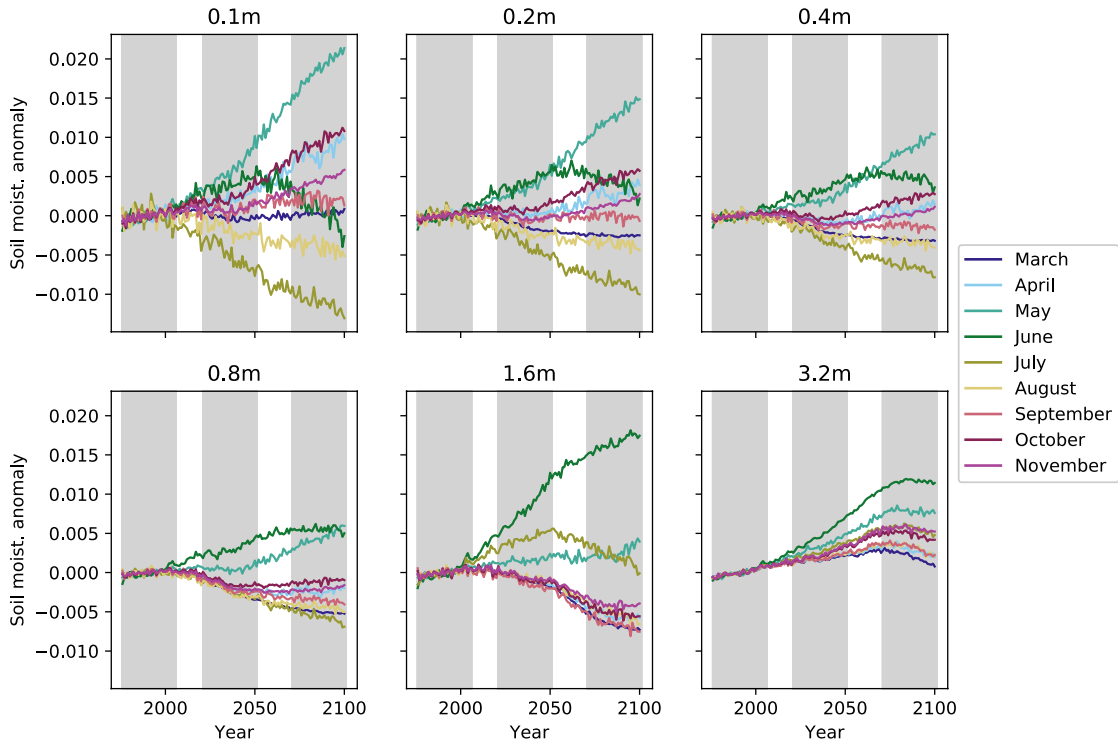 0.1m 0.2m 0.4m
Soil moist. anomaly
0.020
0.015
0.010
0.005
0.000
−0.005
−0.010
0.8m 1.6m 3.2m
Soil moist. anomaly
0.020
0.015
0.010
0.005
0.000
−0.005
−0.010
2000 2050 2100 2000 2050 2100 2000 2050 2100
Year Year Year
March
April
May
June
July
August
September
October
November